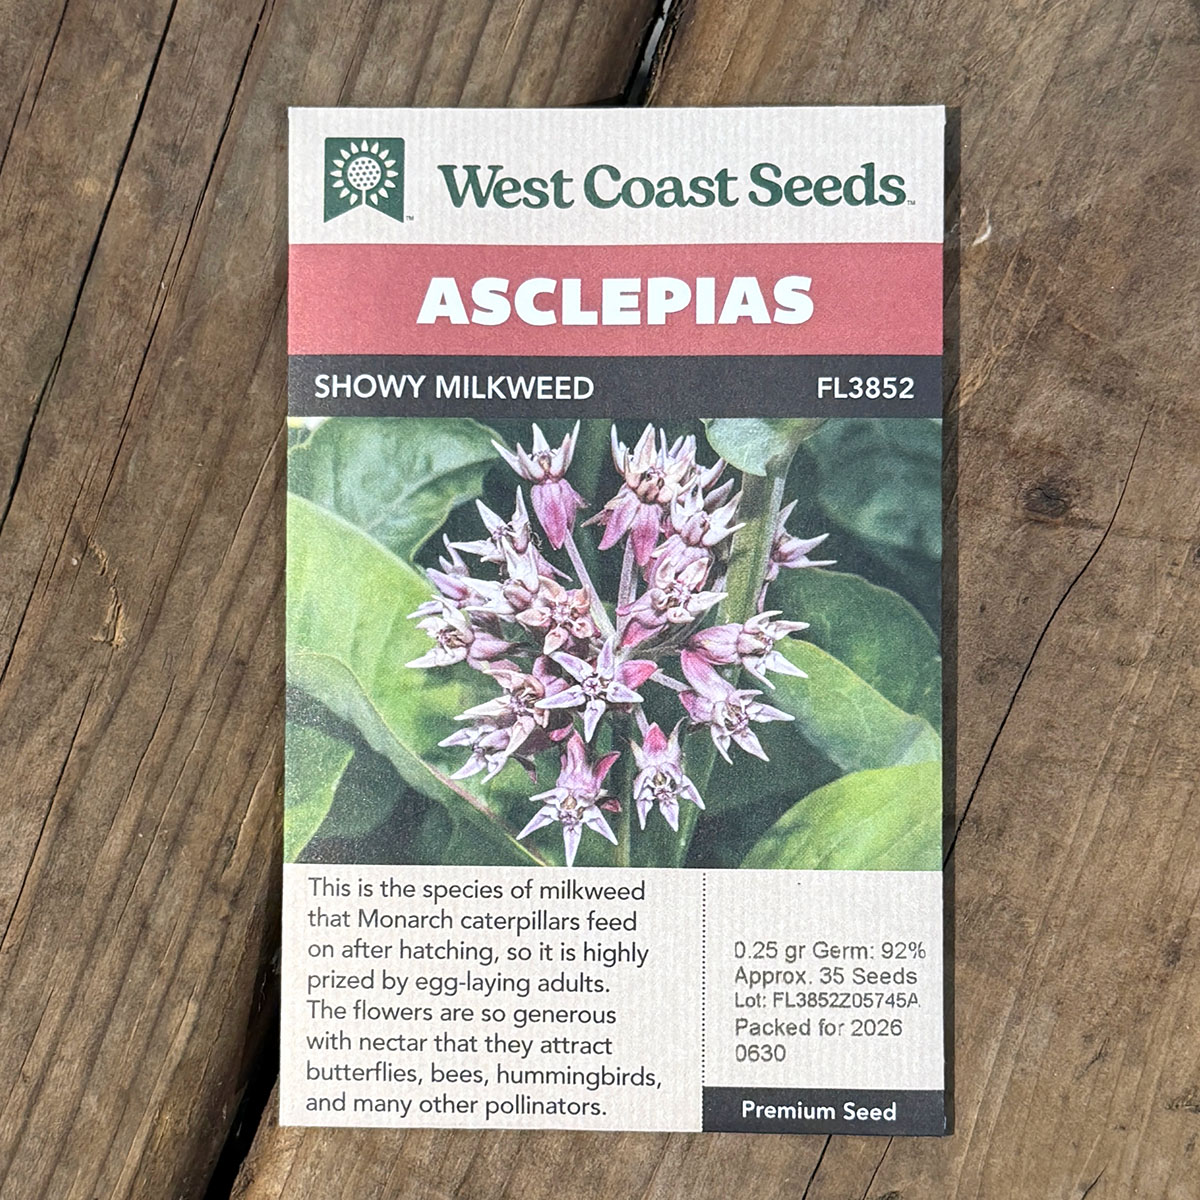 West Coast Seeds™
ASCLEPIAS
SHOWY MILKWEED FL3852
This is the species of milkweed
that Monarch caterpillars feed
on after hatching, so it is highly
prized by egg-laying adults.
The flowers are so generous
with nectar that they attract
butterflies, bees, hummingbirds,
and many other pollinators.
0.25 gr Germ: 92%
Approx. 35 Seeds
Lot: FL3852Z05745A
Packed for 2026
0630
Premium Seed